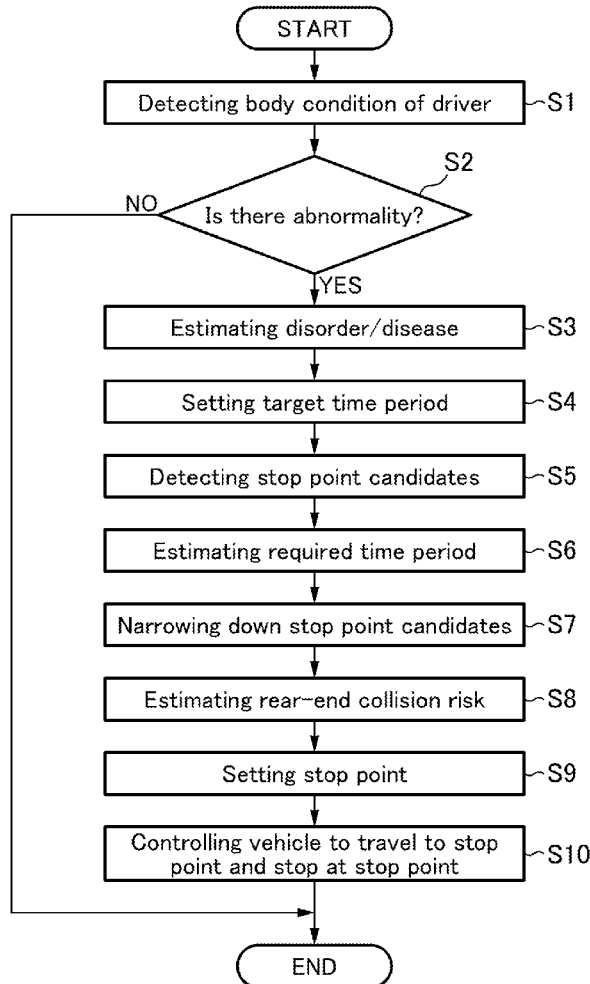 START
Detecting body condition of driver S1
S2
Is there abnormality?
NO
YES
Estimating disorder/disease S3
Setting target time period S4
Detecting stop point candidates S5
Estimating required time period S6
Narrowing down stop point candidates S7
Estimating rear-end collision risk S8
Setting stop point S9
Controlling vehicle to travel to stop
point and stop at stop point S10
END